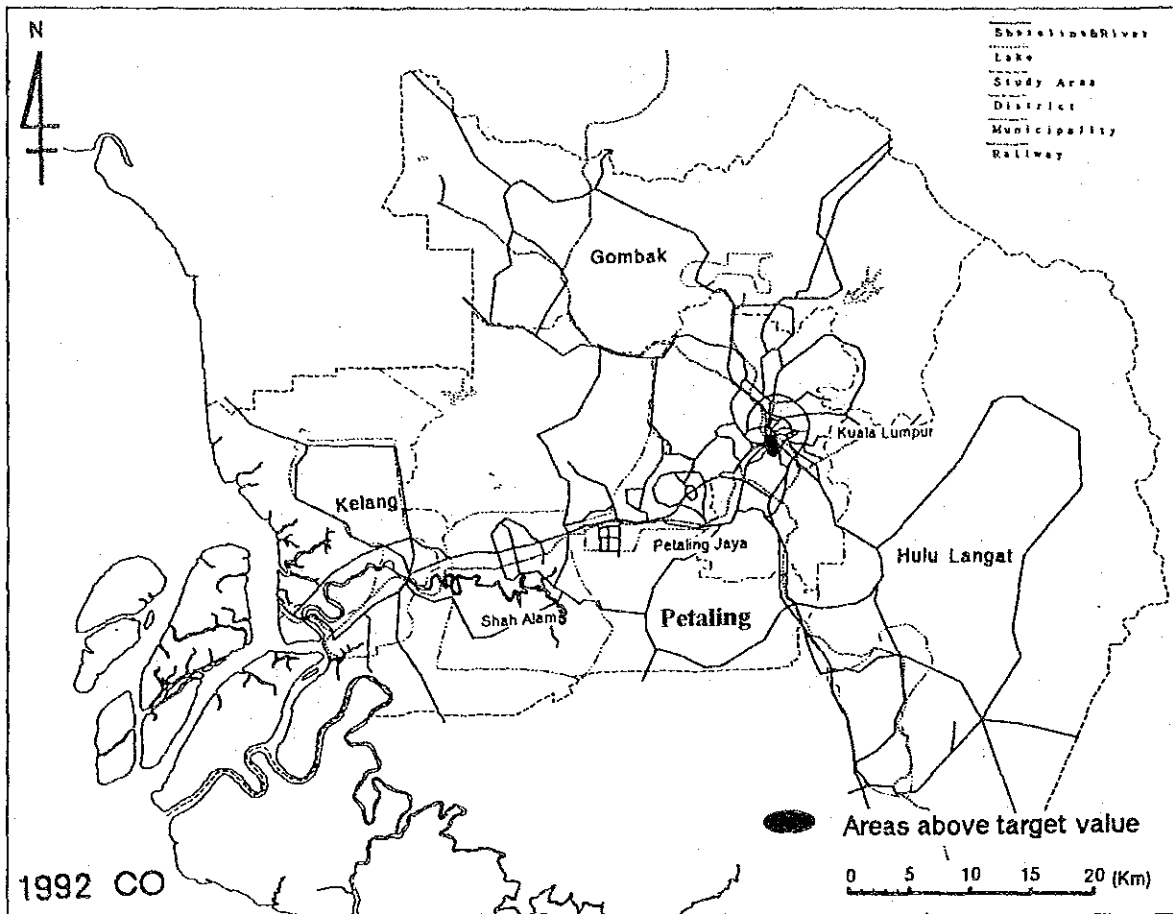 N
Shoreline&River
Lake
Study Area
District
Municipality
Railway
Gombak
Kuala Lumpur
Kelang
Petaling Jaya
Hulu Langat
Shah Alam
Petaling
Areas above target value
1992 CO
0 5 10 15 20 (Km)